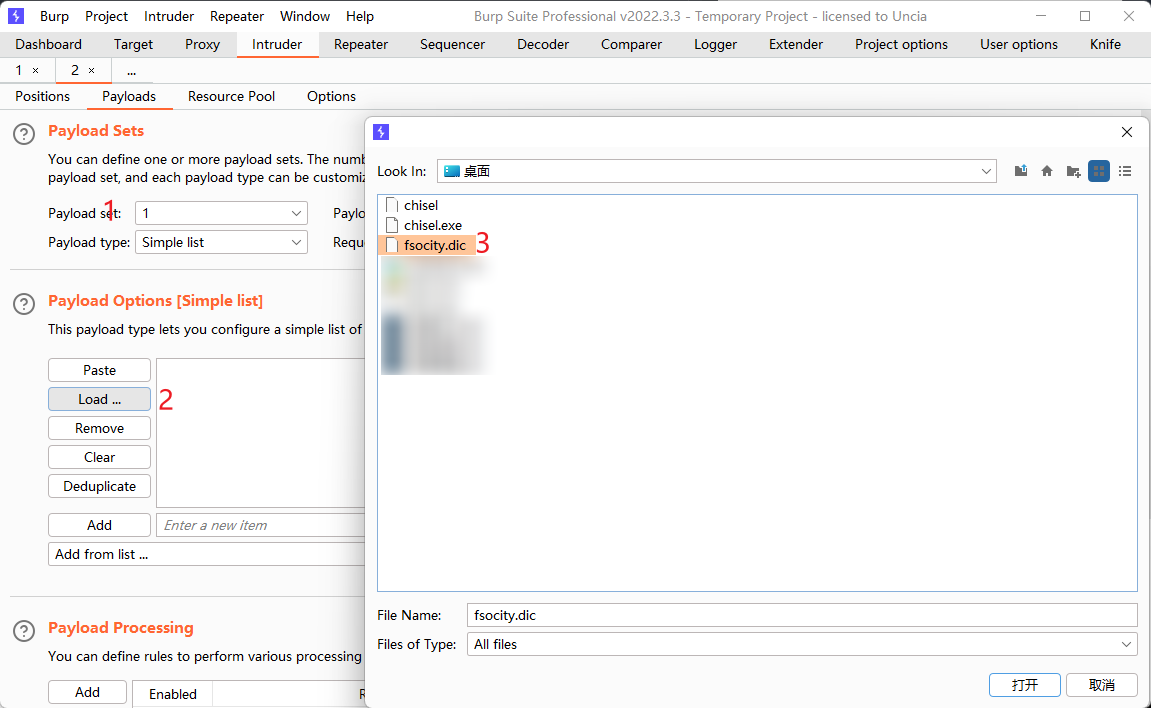 Burp Project Intruder Repeater Window Help Burp Suite Professional v2022.3.3 - Temporary Project - licensed to Uncia
Dashboard Target Proxy Intruder Repeater Sequencer Decoder Comparer Logger Extender Project options User options Knife
1 × 2 × ...
Positions Payloads Resource Pool Options
? Payload Sets
You can define one or more payload sets. The num
payload set, and each payload type can be customiz
Payload set: 1 Paylo
1
Payload type: Simple list Reque
? Payload Options [Simple list]
This payload type lets you configure a simple list of
Paste
Load ... 2
Remove
Clear
Deduplicate
Add Enter a new item
Add from list ...
? Payload Processing
You can define rules to perform various processing
Add Enabled R
Look In: 桌面
chisel
chisel.exe
fsocity.dic 3
File Name: fsocity.dic
Files of Type: All files
打开 取消